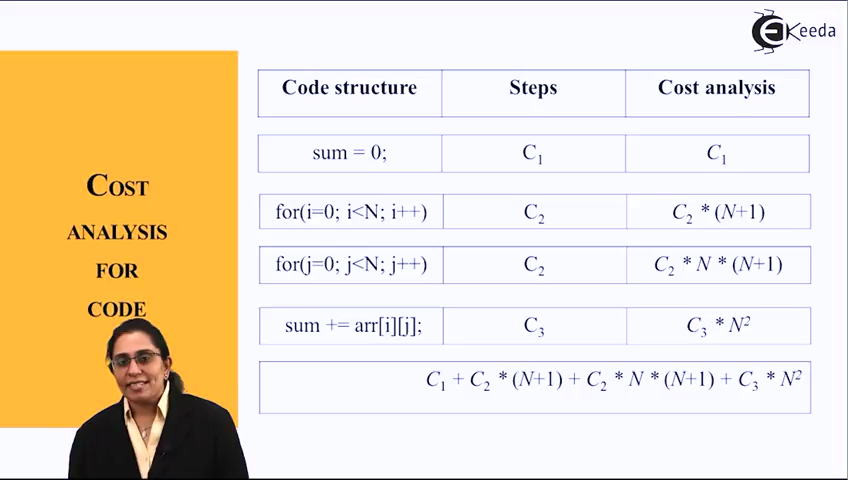 Keeda
Code structure Steps Cost analysis
sum = 0; C₁ C₁
for(i=0; i<N; i++) C₂ C₂ * (N+1)
for(j=0; j<N; j++) C₂ C₂ * N * (N+1)
sum += arr[i][j]; C₃ C₃ * N²
C₁ + C₂ * (N+1) + C₂ * N * (N+1) + C₃ * N²
COST
ANALYSIS
FOR
CODE